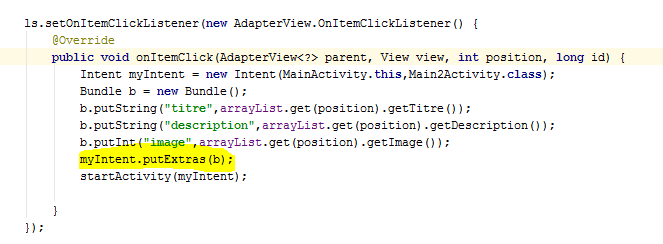 ls.setOnItemClickListener(new AdapterView.OnItemClickListener() {
@Override
public void onItemClick(AdapterView<?> parent, View view, int position, long id) {
Intent myIntent = new Intent(MainActivity.this,Main2Activity.class);
Bundle b = new Bundle();
b.putString("titre",arrayList.get(position).getTitre());
b.putString("description",arrayList.get(position).getDescription());
b.putInt("image",arrayList.get(position).getImage());
myIntent.putExtras(b);
startActivity(myIntent);
}
});